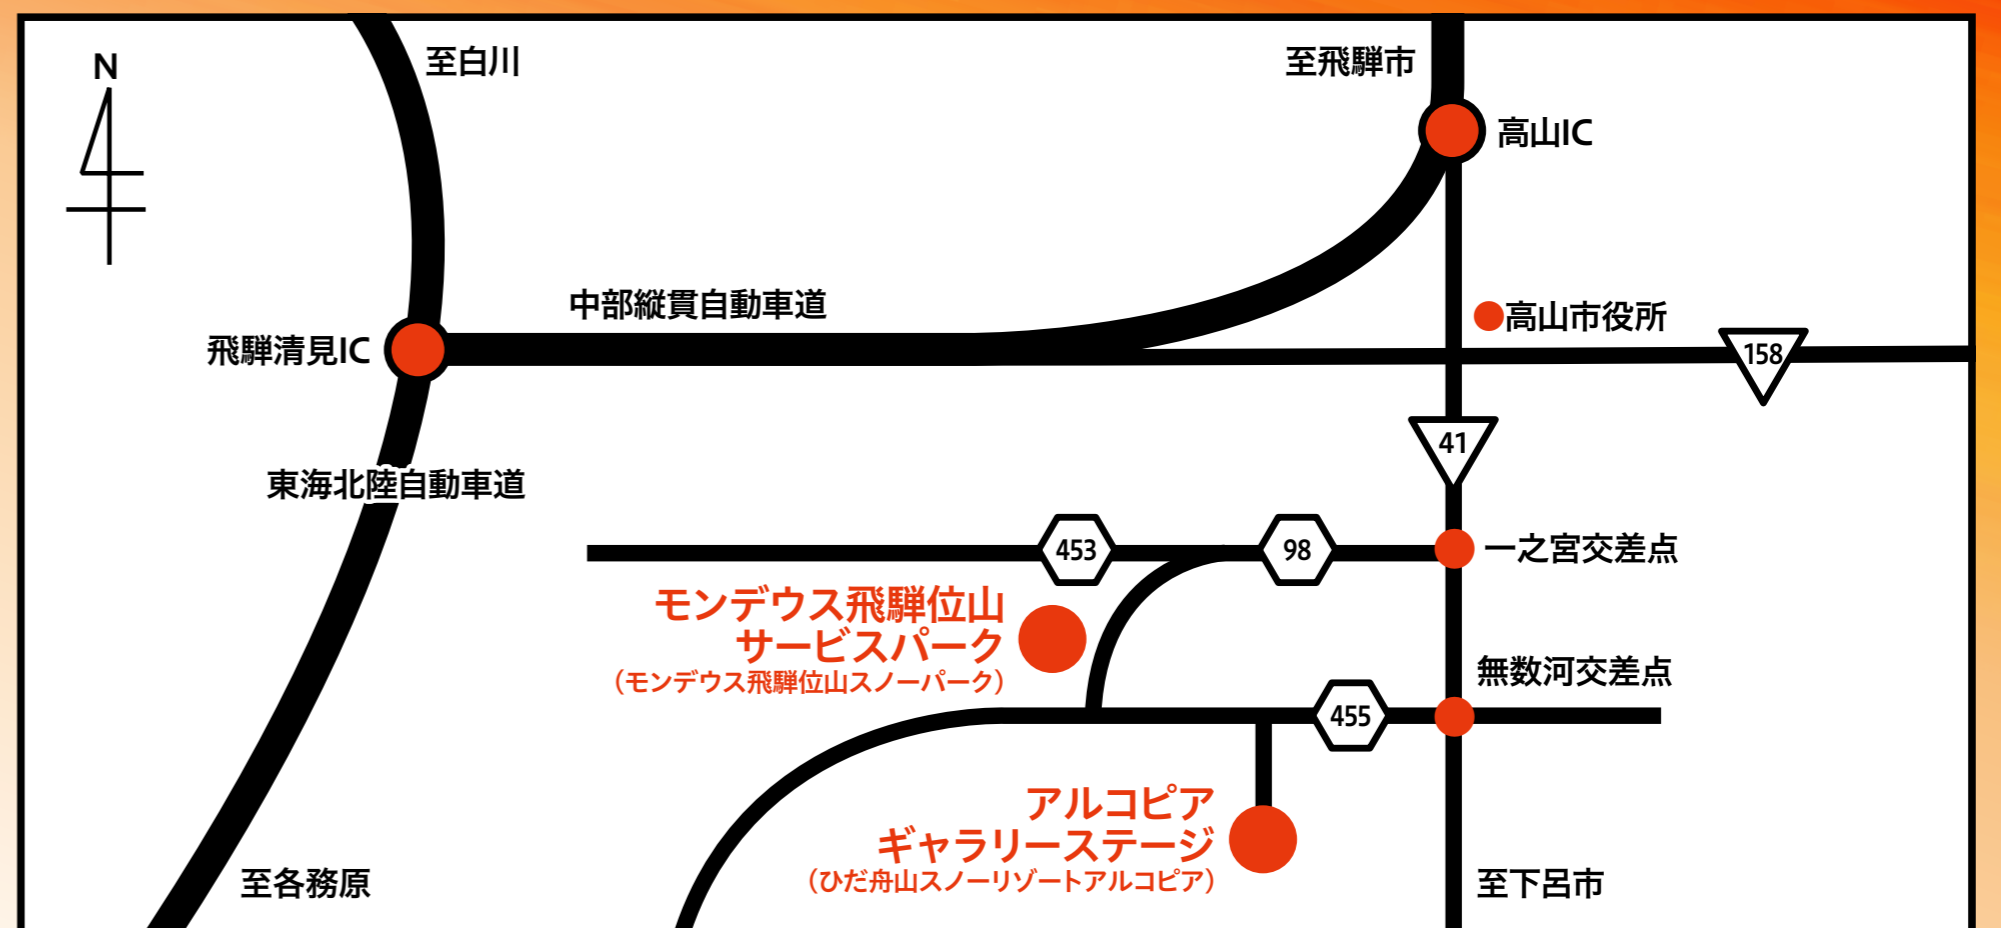 N
至白川
至飛騨市
高山IC
中部縦貫自動車道
高山市役所
飛騨清見IC
158
41
東海北陸自動車道
453
98
一之宮交差点
モンデウス飛騨位山
サービスパーク
（モンデウス飛騨位山スノーパーク）
無数河交差点
455
アルコピア
ギャラリーステージ
（ひだ舟山スノーリゾートアルコピア）
至各務原
至下呂市